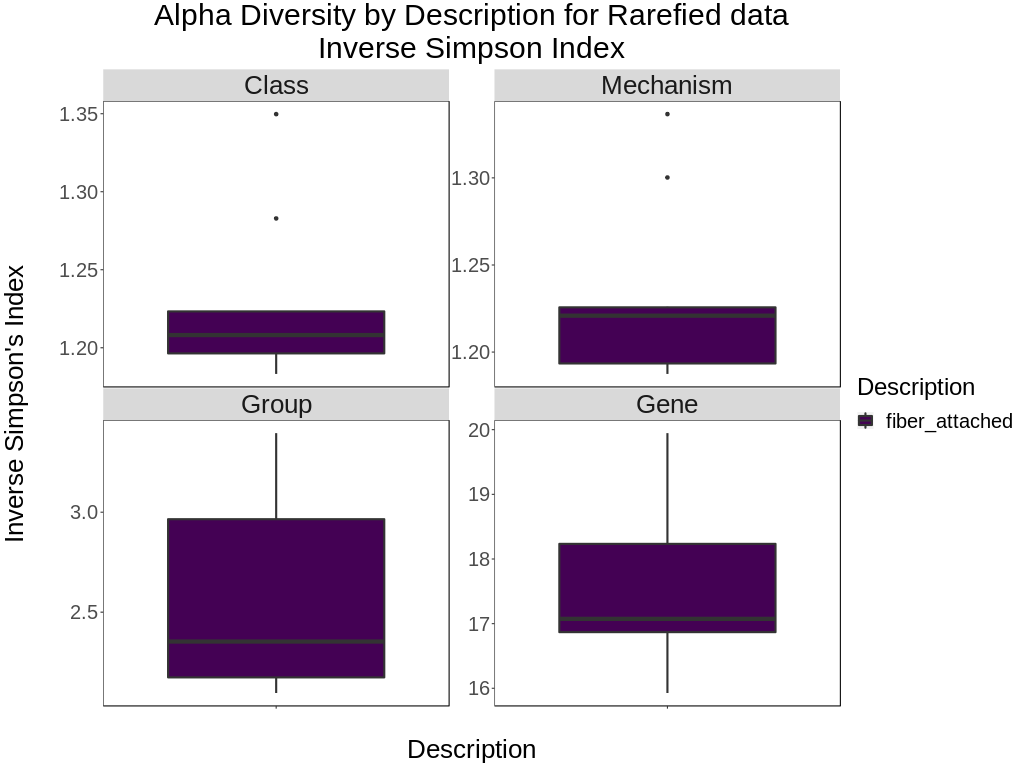 Alpha Diversity by Description for Rarefied data
Inverse Simpson Index
Class
Mechanism
1.35
1.30
1.25
1.20
1.30
1.25
1.20
Group
Gene
3.0
2.5
20
19
18
17
16
Inverse Simpson's Index
Description
Description
fiber_attached